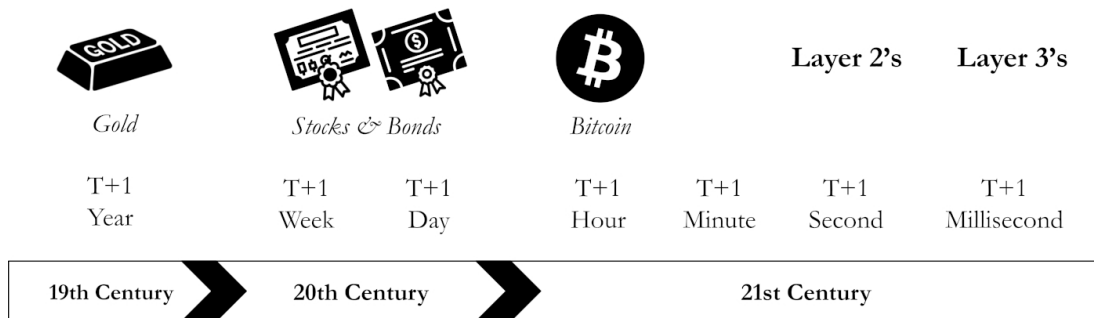 GOLD
Layer 2's
Layer 3's
Gold
Stocks & Bonds
Bitcoin
T+1
Year
T+1
Week
T+1
Day
T+1
Hour
T+1
Minute
T+1
Second
T+1
Millisecond
19th Century
20th Century
21st Century